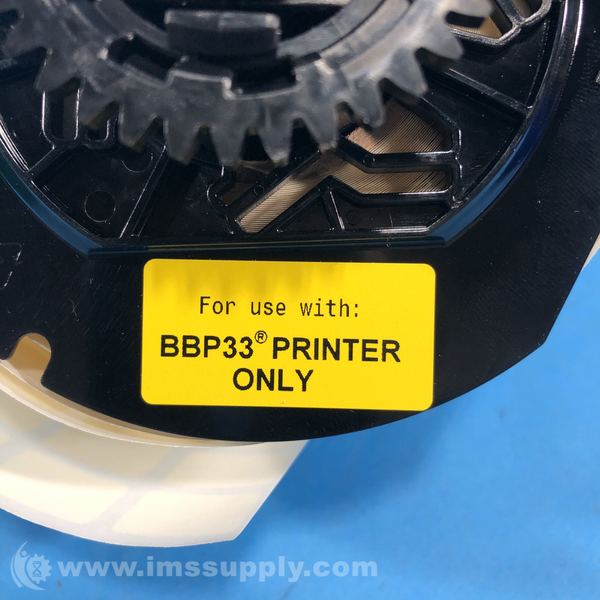 For use with:
BBP33® PRINTER
ONLY
www.imssupply.com